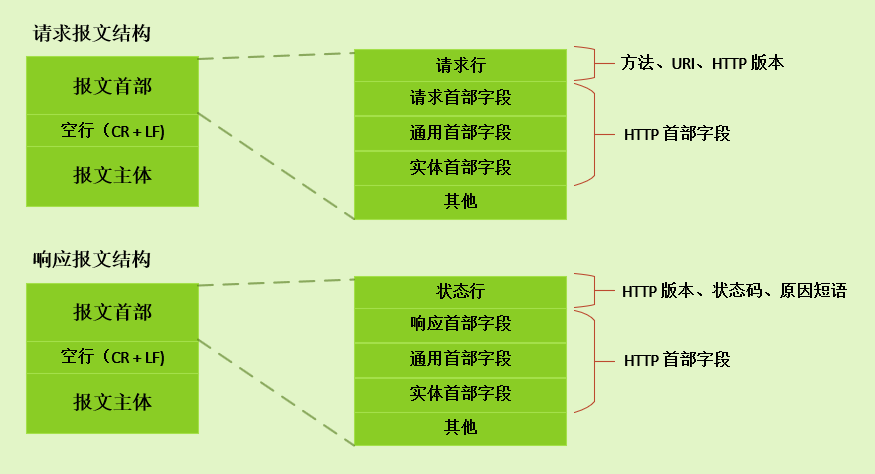 请求报文结构
报文首部
空行（CR + LF）
报文主体
请求行
请求首部字段
通用首部字段
实体首部字段
其他
方法、URI、HTTP 版本
HTTP 首部字段
响应报文结构
报文首部
空行（CR + LF）
报文主体
状态行
响应首部字段
通用首部字段
实体首部字段
其他
HTTP 版本、状态码、原因短语
HTTP 首部字段